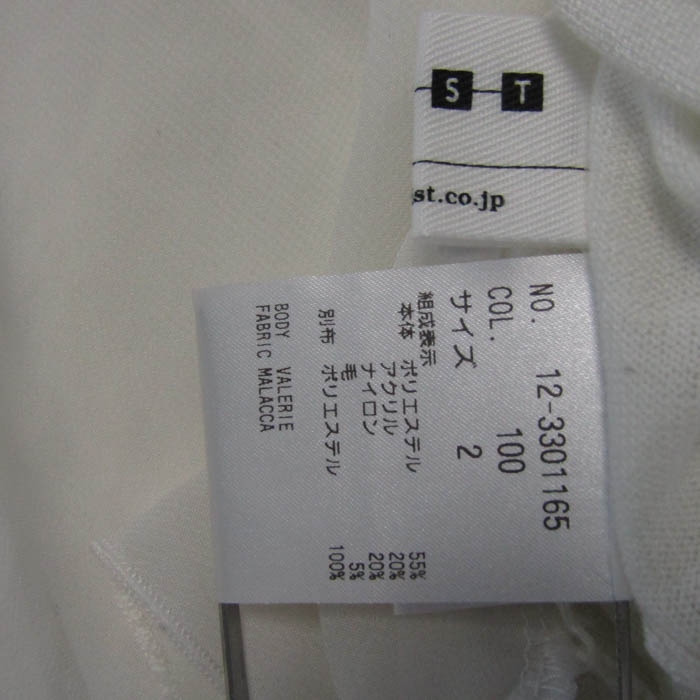 S T
st.co.jp
NO. 12-3301165
COL. 100
サイズ 2
組成表示
本体 ポリエステル 55%
アクリル 20%
ナイロン 20%
毛 5%
別布 ポリエステル 100%
BODY VALERIE
FABRIC MALACCA